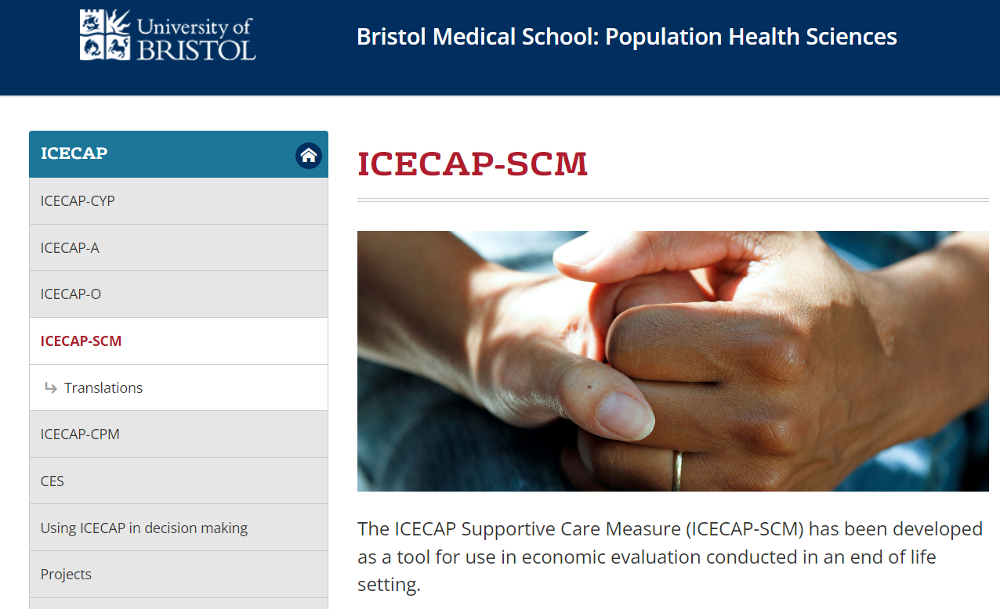 University of
BRISTOL
Bristol Medical School: Population Health Sciences
ICECAP
ICECAP-CYP
ICECAP-A
ICECAP-O
ICECAP-SCM
Translations
ICECAP-CPM
CES
Using ICECAP in decision making
Projects
ICECAP-SCM
The ICECAP Supportive Care Measure (ICECAP-SCM) has been developed
as a tool for use in economic evaluation conducted in an end of life
setting.